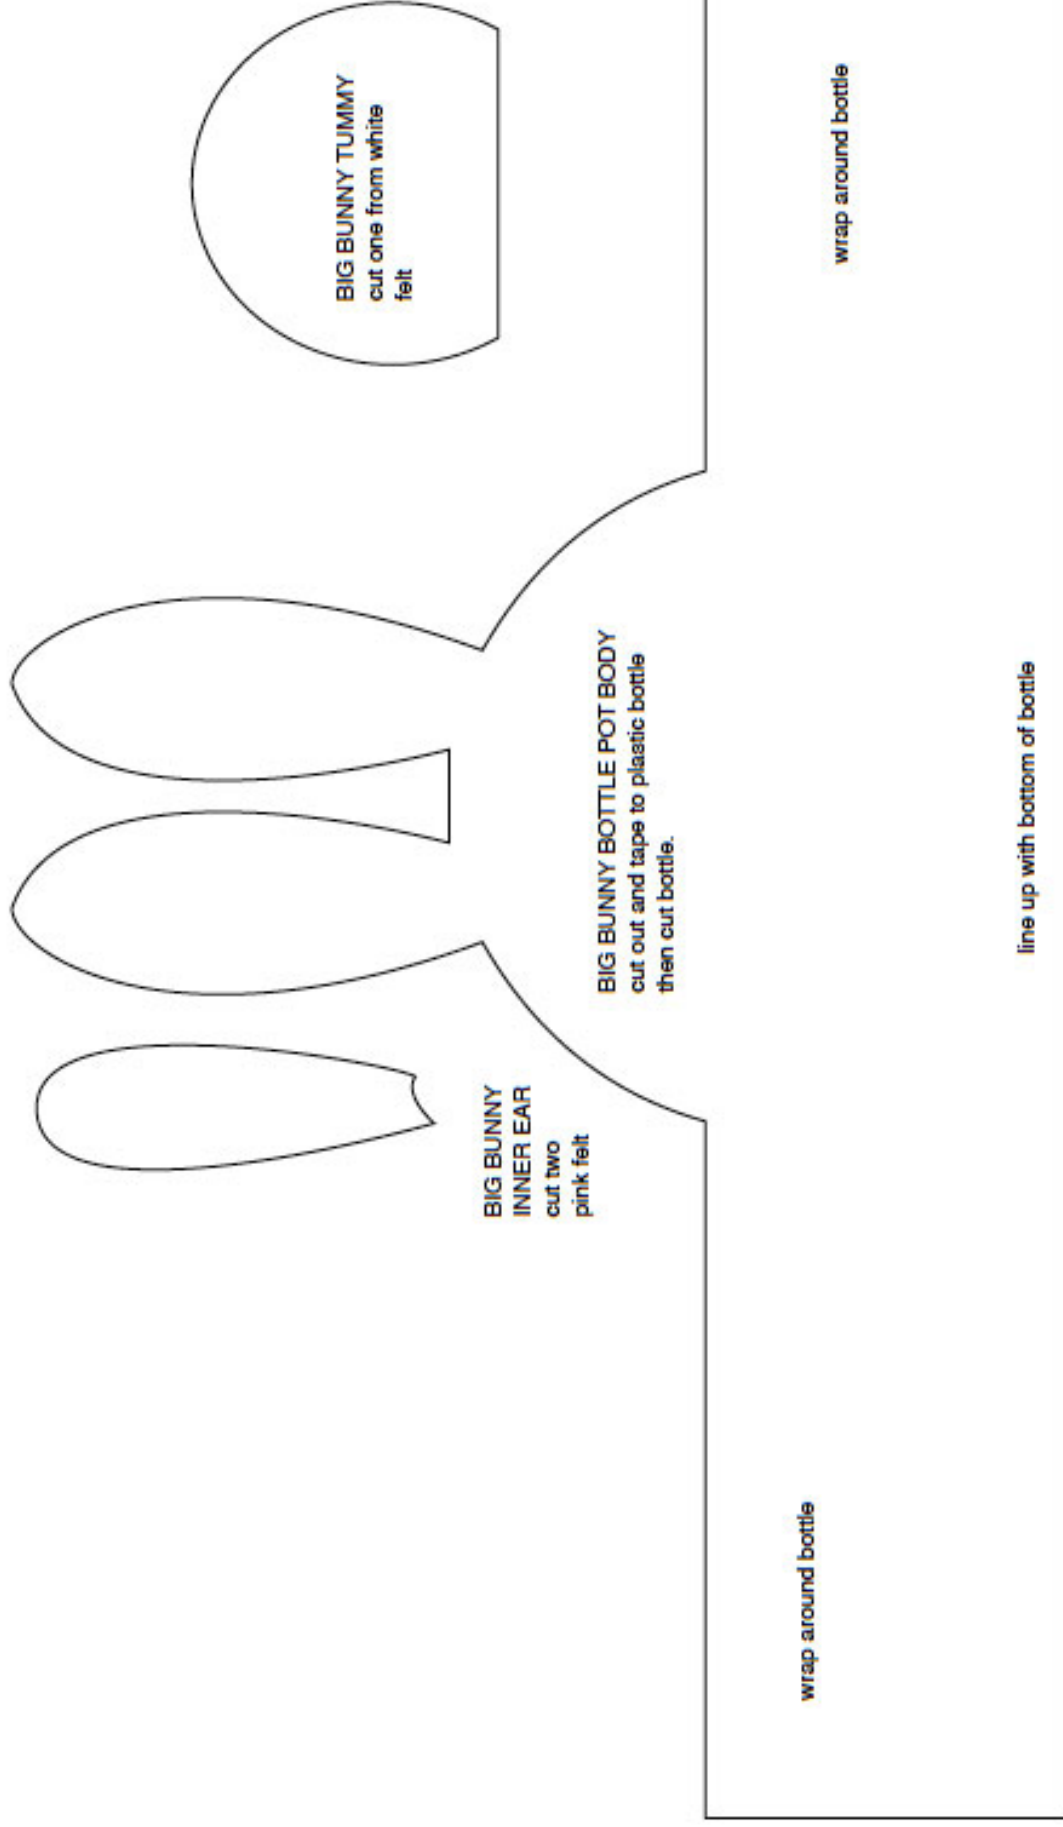 BIG BUNNY TUMMY
cut one from white
felt
wrap around bottle
BIG BUNNY BOTTLE POT BODY
cut out and tape to plastic bottle
then cut bottle.
line up with bottom of bottle
BIG BUNNY
INNER EAR
cut two
pink felt
wrap around bottle